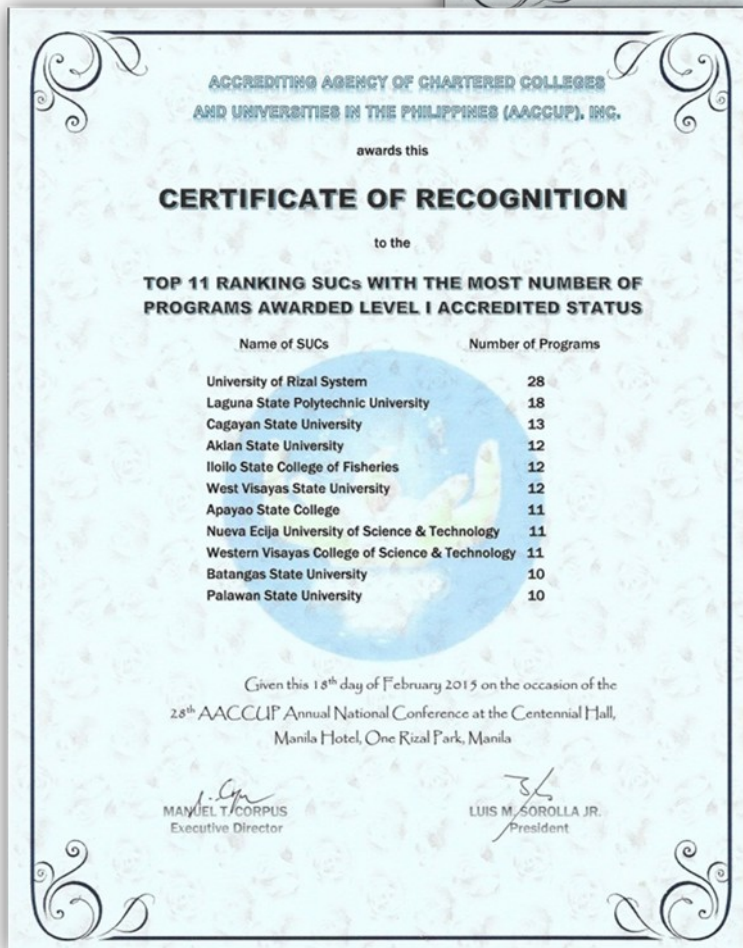 ACCREDITING AGENCY OF CHARTERED COLLEGES
AND UNIVERSITIES IN THE PHILIPPINES (AACCUP), INC.
awards this
CERTIFICATE OF RECOGNITION
to the
TOP 11 RANKING SUCs WITH THE MOST NUMBER OF
PROGRAMS AWARDED LEVEL I ACCREDITED STATUS
Name of SUCs Number of Programs
University of Rizal System 28
Laguna State Polytechnic University 18
Cagayan State University 13
Aklan State University 12
Iloilo State College of Fisheries 12
West Visayas State University 12
Apayao State College 11
Nueva Ecija University of Science & Technology 11
Western Visayas College of Science & Technology 11
Batangas State University 10
Palawan State University 10
Given this 18th day of February 2015 on the occasion of the
28th AACCUP Annual National Conference at the Centennial Hall,
Manila Hotel, One Rizal Park, Manila
MANUEL T. CORPUS LUIS M. SOROLLA JR.
Executive Director President